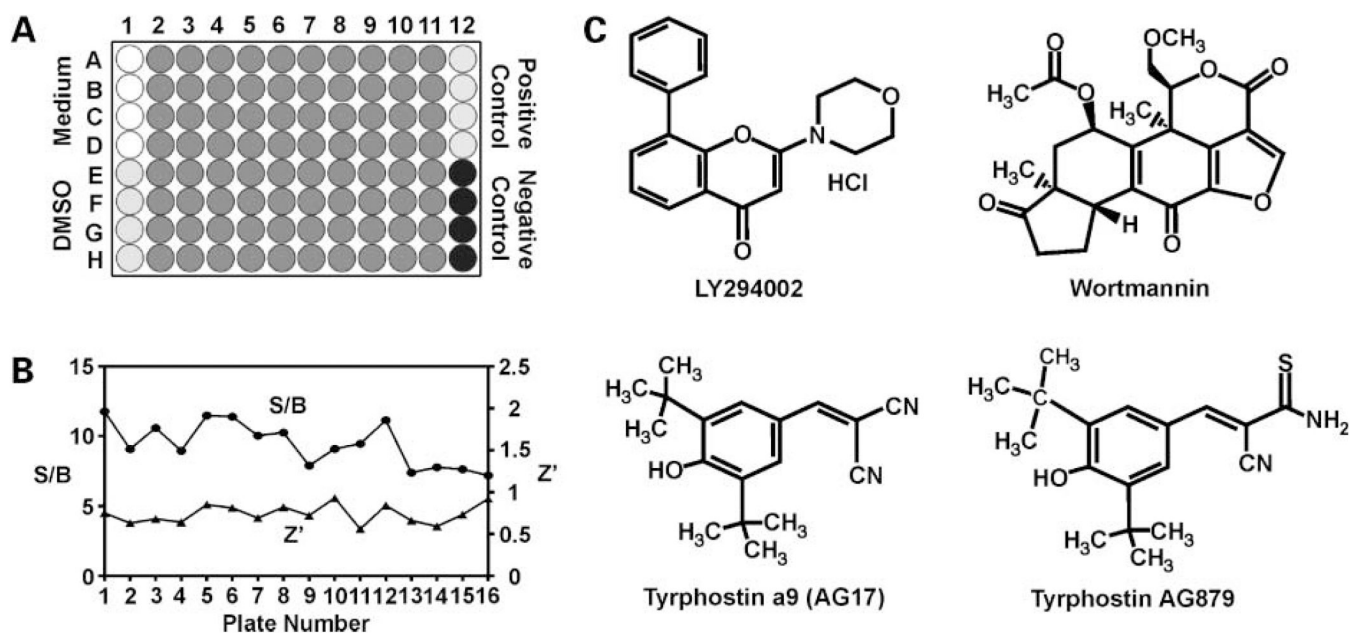 A
1 2 3 4 5 6 7 8 9 10 11 12
A
B
C
D
E
F
G
H
Medium
DMSO
Positive
Control
Negative
Control
B
15
10
5
0
S/B
2.5
2
1.5
1
0.5
0
Z'
S/B
Z'
1 2 3 4 5 6 7 8 9 10 11 12 13 14 15 16
Plate Number
C
O
N
O
O
HCl
LY294002
O
H3C
O
OCH3
O
O
H3C
H3C
O
H
O
O
Wortmannin
CH3
H3C
H3C
HO
CN
CN
H3C
CH3
CH3
Tyrphostin a9 (AG17)
CH3
H3C
C
H3C
HO
S
NH2
CN
H3C
CH3
CH3
Tyrphostin AG879